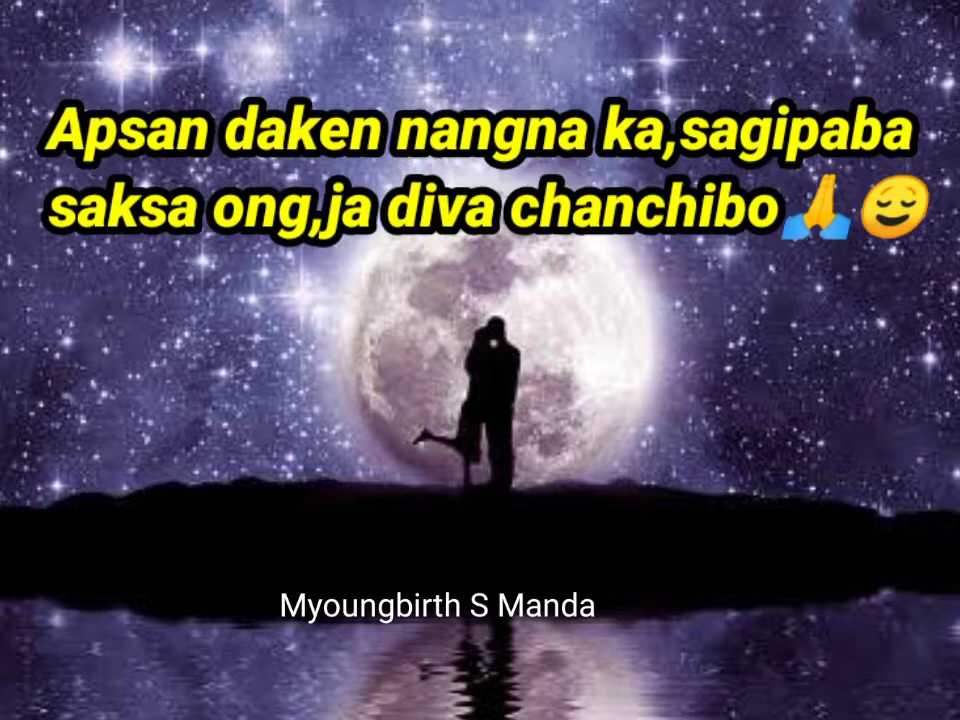 Apsan daken nangna ka,sagipaba
saksa ong,ja diva chanchibo🙏😌
Myoungbirth S Manda